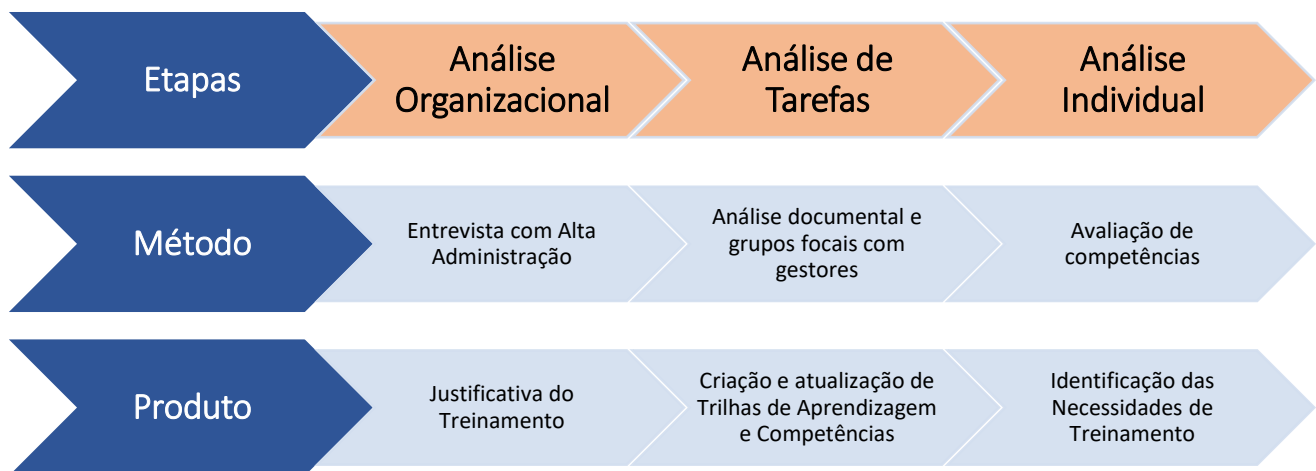 Etapas
Análise
Organizacional
Análise de
Tarefas
Análise
Individual
Método
Entrevista com Alta
Administração
Análise documental e
grupos focais com
gestores
Avaliação de
competências
Produto
Justificativa do
Treinamento
Criação e atualização de
Trilhas de Aprendizagem
e Competências
Identificação das
Necessidades de
Treinamento